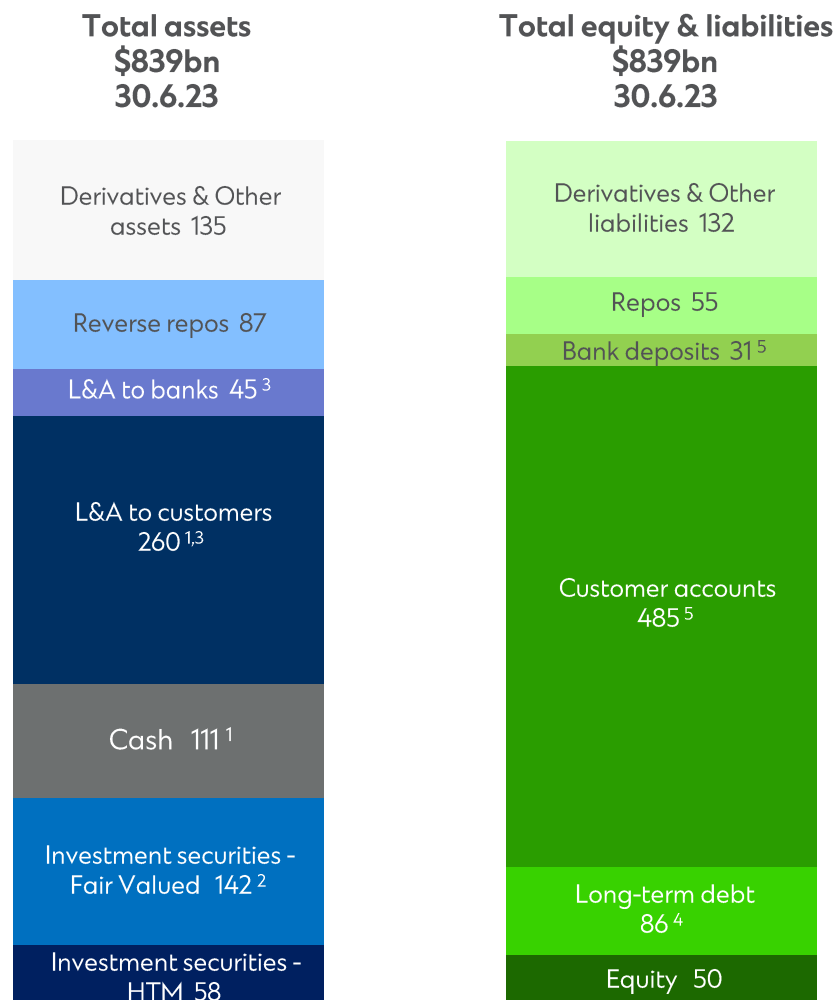 Total assets
$839bn
30.6.23
Derivatives & Other
assets 135
Reverse repos 87
L&A to banks 45 3
L&A to customers
260 1,3
Cash 111 1
Investment securities -
Fair Valued 142 2
Investment securities -
HTM 58
Total equity & liabilities
$839bn
30.6.23
Derivatives & Other
liabilities 132
Repos 55
Bank deposits 31 5
Customer accounts
485 5
Long-term debt
86 4
Equity 50